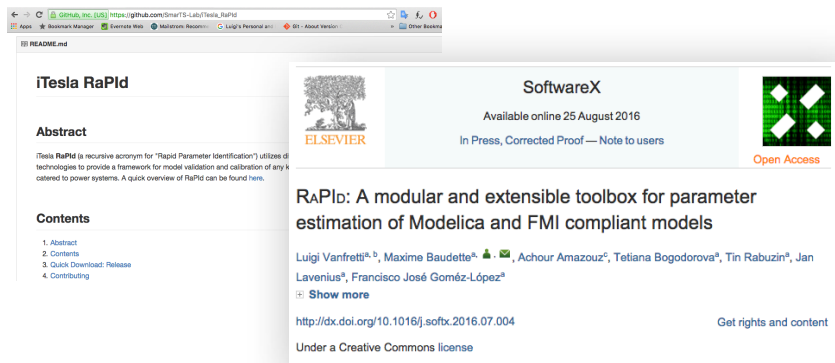 GitHub, Inc. [US] https://github.com/SmarTS-Lab/iTesla_RaPId
Apps Bookmark Manager Evernote Web Mailstrom: Recomm Luigi's Personal and Git - About Version Other Bookma
README.md
iTesla RaPId
Abstract
iTesla RaPId (a recursive acronym for "Rapid Parameter Identification") utilizes di
technologies to provide a framework for model validation and calibration of any k
catered to power systems. A quick overview of RaPId can be found here.
Contents
1. Abstract
2. Contents
3. Quick Download: Release
4. Contributing
ELSEVIER
SoftwareX
Available online 25 August 2016
In Press, Corrected Proof — Note to users
Open Access
RAPID: A modular and extensible toolbox for parameter
estimation of Modelica and FMI compliant models
Luigi Vanfretti a, b, Maxime Baudette a, , Achour Amazouz c, Tetiana Bogodorova a, Tin Rabuzin a, Jan
Lavenius a, Francisco José Goméz-López a
Show more
http://dx.doi.org/10.1016/j.softx.2016.07.004
Get rights and content
Under a Creative Commons license